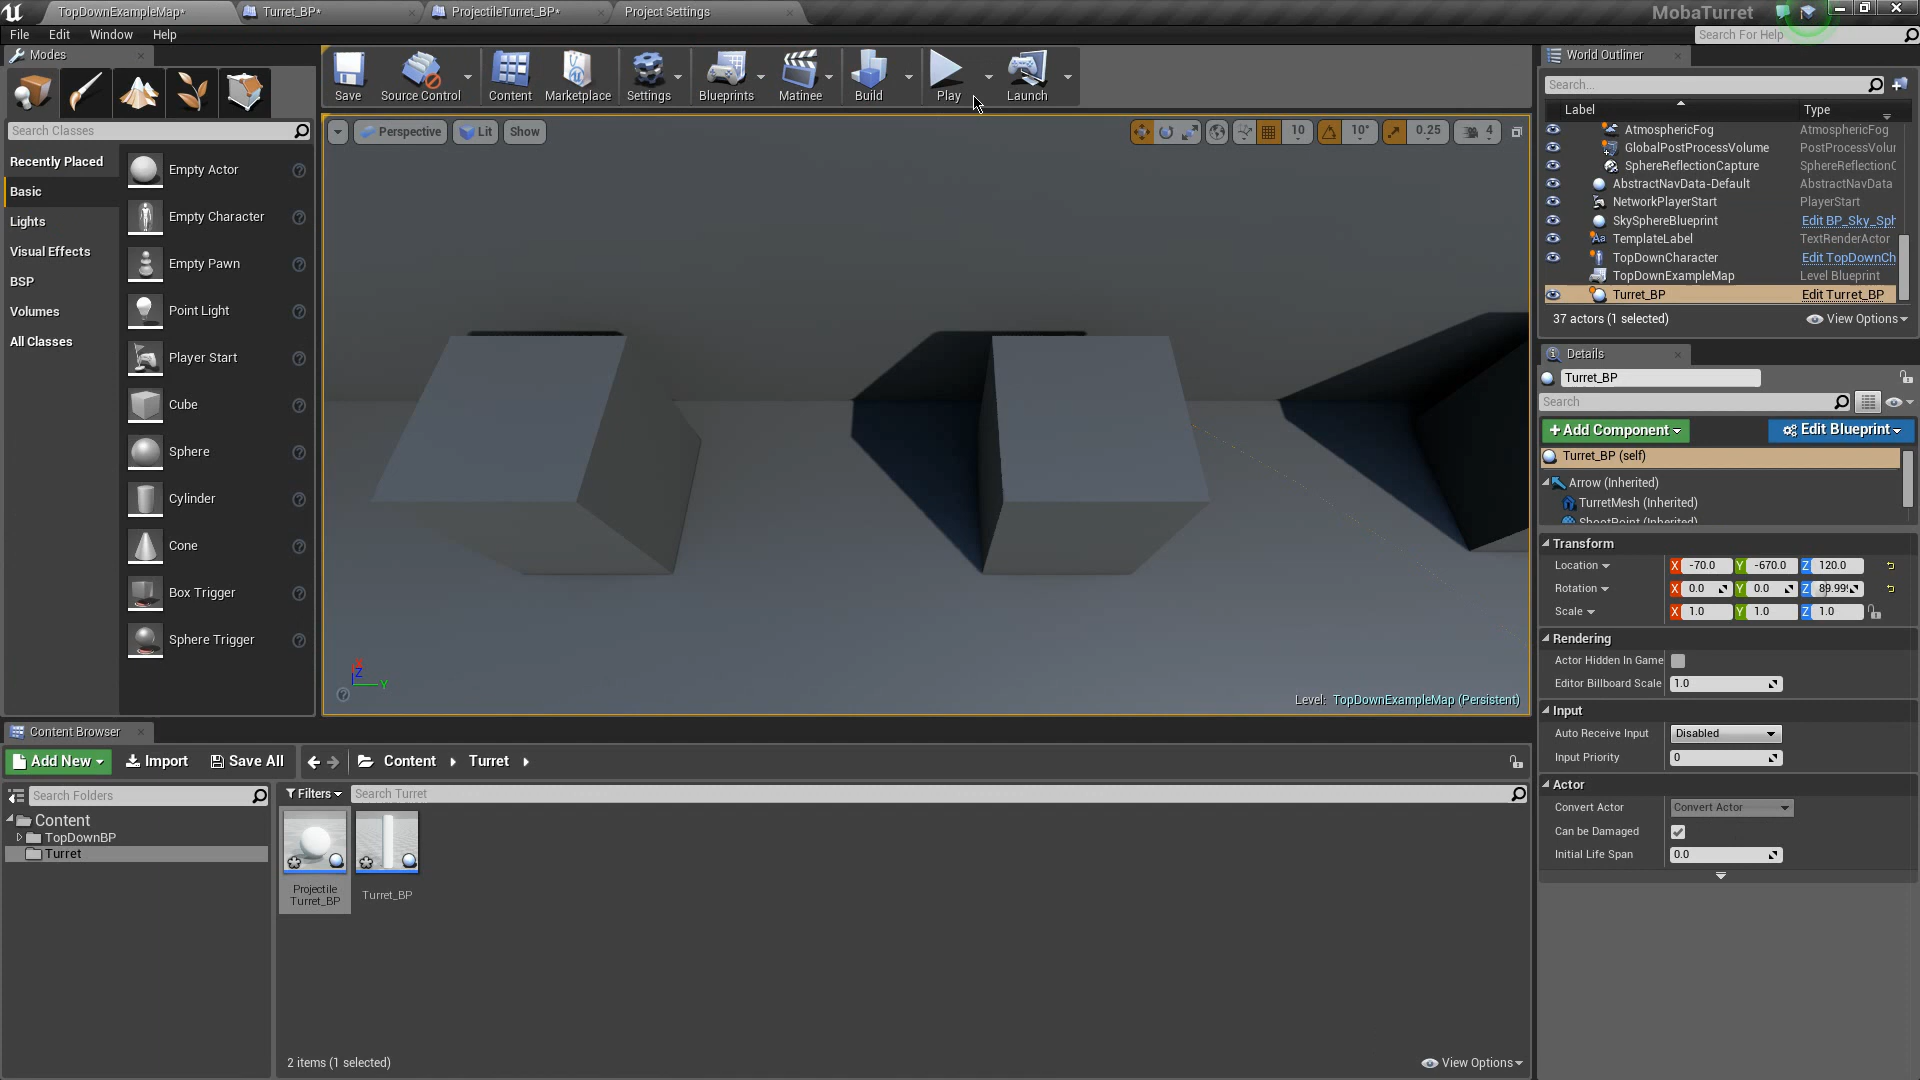 TopDownExampleMap*
Turret_BP*
ProjectileTurret_BP*
Project Settings
MobaTurret
File Edit Window Help
Search For Help
Modes
Save
Source Control
Content
Marketplace
Settings
Blueprints
Matinee
Build
Play
Launch
Search Classes
Recently Placed
Basic
Lights
Visual Effects
BSP
Volumes
All Classes
Empty Actor
Empty Character
Empty Pawn
Point Light
Player Start
Cube
Sphere
Cylinder
Cone
Box Trigger
Sphere Trigger
Perspective
Lit
Show
10
10°
0.25
4
X
Z
Y
Level: TopDownExampleMap (Persistent)
World Outliner
Search...
Label Type
AtmosphericFog AtmosphericFog
GlobalPostProcessVolume PostProcessVolur
SphereReflectionCapture SphereReflectionC
AbstractNavData-Default AbstractNavData
NetworkPlayerStart PlayerStart
SkySphereBlueprint Edit BP_Sky_Sph
TemplateLabel TextRenderActor
TopDownCharacter Edit TopDownCh
TopDownExampleMap Level Blueprint
Turret_BP Edit Turret_BP
37 actors (1 selected)
View Options
Details
Turret_BP
Search
+Add Component
Edit Blueprint
Turret_BP (self)
Arrow (Inherited)
TurretMesh (Inherited)
ShootPoint (Inherited)
Transform
Location X -70.0 Y -670.0 Z 120.0
Rotation X 0.0 Y 0.0 Z 89.99
Scale X 1.0 Y 1.0 Z 1.0
Rendering
Actor Hidden In Game
Editor Billboard Scale 1.0
Input
Auto Receive Input Disabled
Input Priority 0
Actor
Convert Actor Convert Actor
Can be Damaged
Initial Life Span 0.0
Content Browser
Add New
Import
Save All
Content
Turret
Search Folders
Filters
Search Turret
Content
TopDownBP
Turret
Projectile
Turret_BP
Turret_BP
2 items (1 selected)
View Options